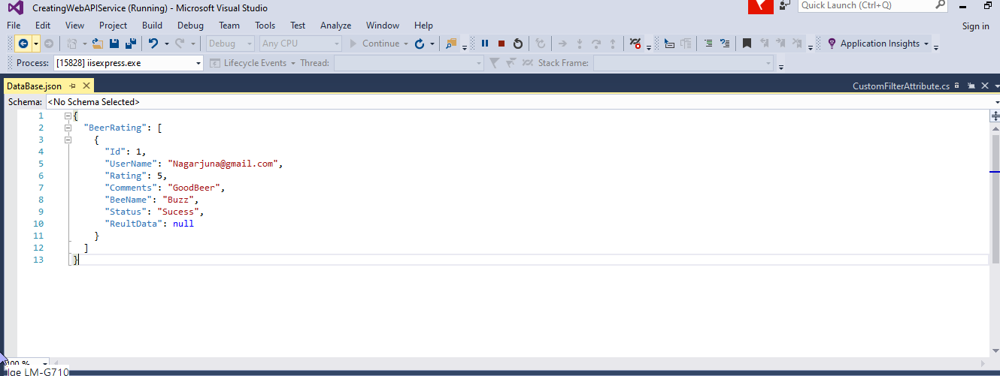 CreatingWebAPIService (Running) - Microsoft Visual Studio
Quick Launch (Ctrl+Q)
File Edit View Project Build Debug Team Tools Test Analyze Window Help
Sign in
Debug Any CPU Continue Application Insights
Process: [15828] iisexpress.exe Lifecycle Events Thread: Stack Frame:
DataBase.json CustomFilterAttribute.cs
Schema: <No Schema Selected>
1 {
2 "BeerRating": [
3 {
4 "Id": 1,
5 "UserName": "Nagarjuna@gmail.com",
6 "Rating": 5,
7 "Comments": "GoodBeer",
8 "BeeName": "Buzz",
9 "Status": "Sucess",
10 "ReultData": null
11 }
12 ]
13 }
100 %
lge LM-G710